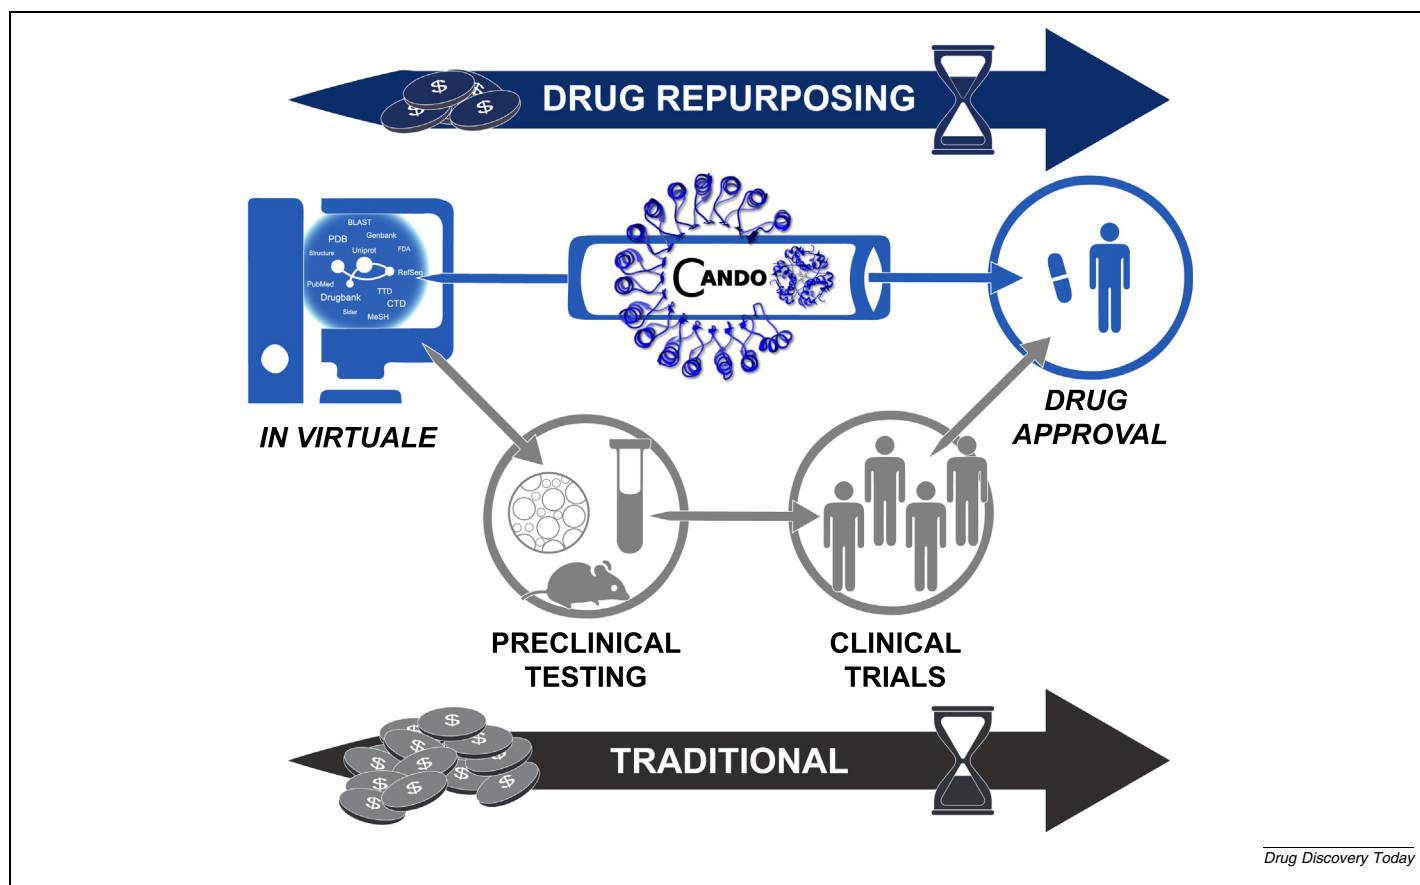 $ $ $ $
DRUG REPURPOSING
BLAST
Genbank
PDB
Uniprot
FDA
Structure
RefSeq
PubMed
TTD
Drugbank
CTD
Sider
MeSH
CANDO
IN VIRTUALE
DRUG
APPROVAL
PRECLINICAL
TESTING
CLINICAL
TRIALS
$ $ $ $ $ $ $ $ $ $ $ $
TRADITIONAL
Drug Discovery Today